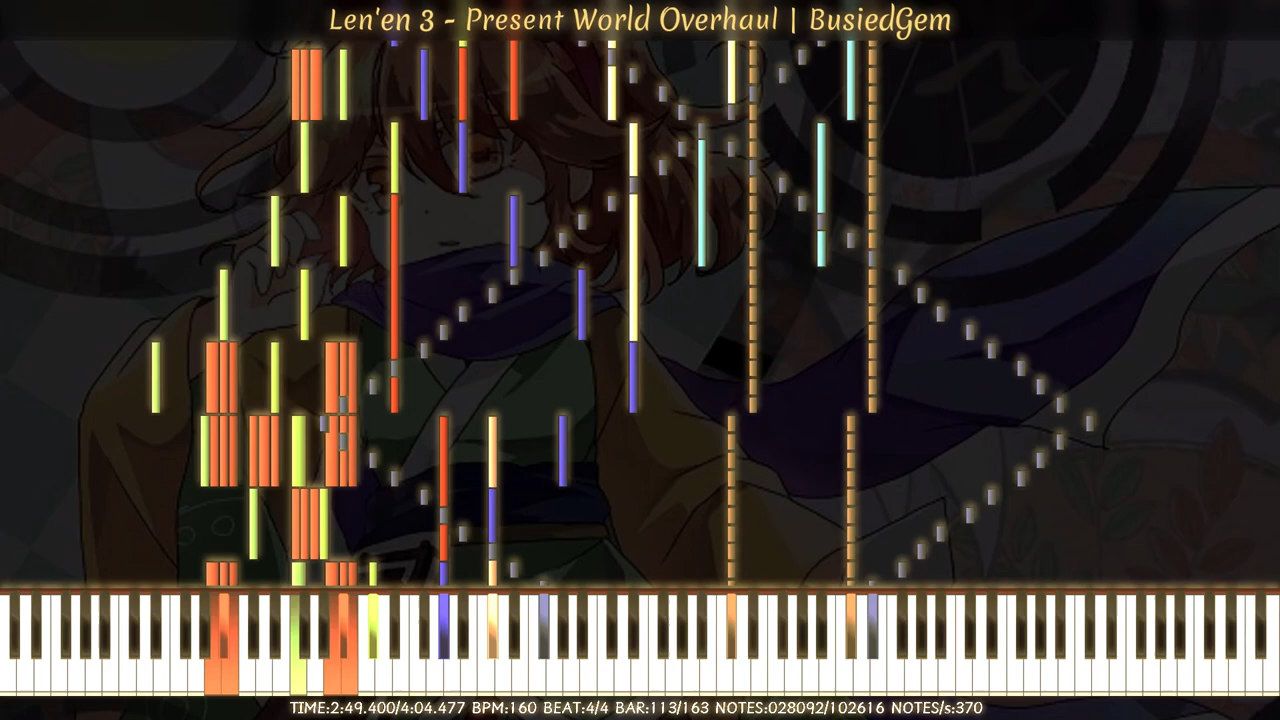 Len'en 3 - Present World Overhaul | BusiedGem
TIME:2:49.400/4:04.477 BPM:160 BEAT:4/4 BAR:113/163 NOTES:028092/102616 NOTES/s:370